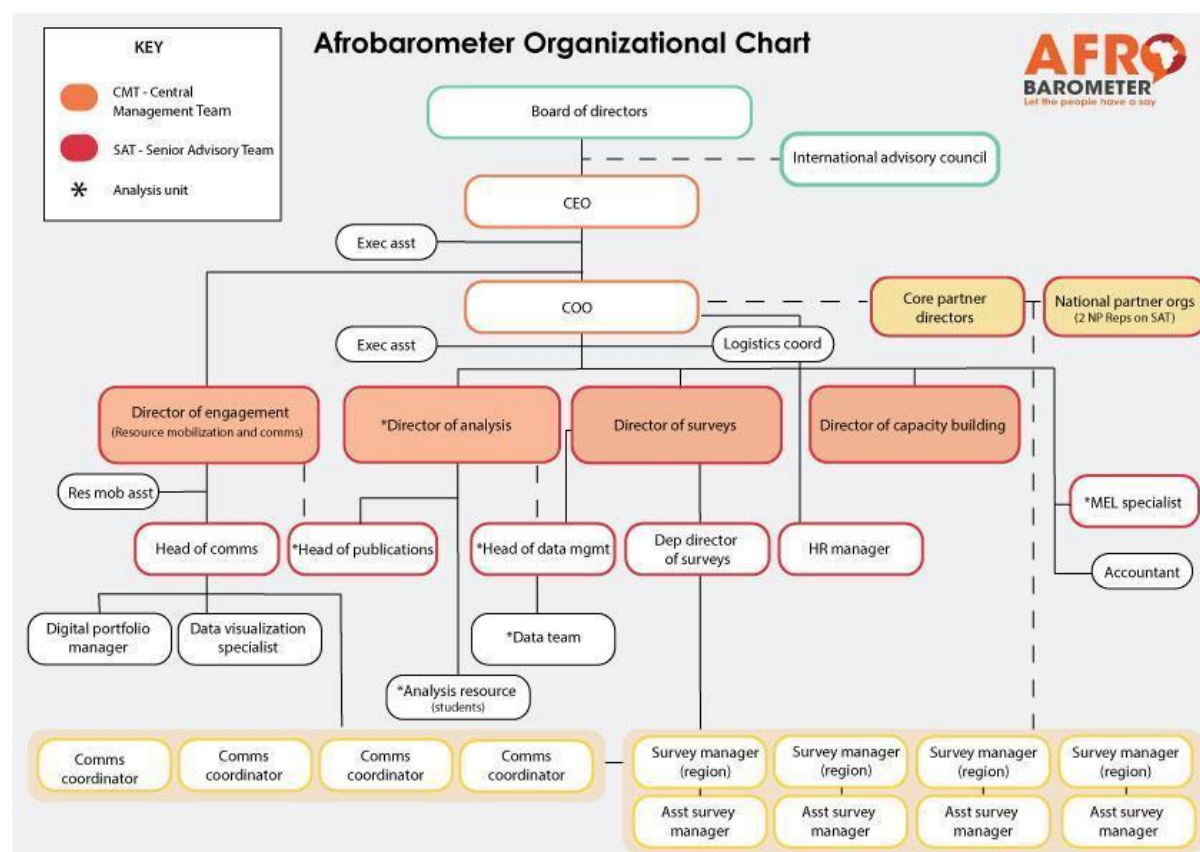 Afrobarometer Organizational Chart
KEY
CMT - Central
Management Team
SAT - Senior Advisory Team
* Analysis unit
AFRO
BAROMETER
Let the people have a say
Board of directors
International advisory council
CEO
Exec asst
COO
Core partner
directors
National partner orgs
(2 NP Reps on SAT)
Exec asst
Logistics coord
Director of engagement
(Resource mobilization and comms)
*Director of analysis
Director of surveys
Director of capacity building
Res mob asst
*MEL specialist
Head of comms
*Head of publications
*Head of data mgmt
Dep director
of surveys
HR manager
Accountant
Digital portfolio
manager
Data visualization
specialist
*Data team
*Analysis resource
(students)
Comms
coordinator
Comms
coordinator
Comms
coordinator
Comms
coordinator
Survey manager
(region)
Survey manager
(region)
Survey manager
(region)
Survey manager
(region)
Asst survey
manager
Asst survey
manager
Asst survey
manager
Asst survey
manager